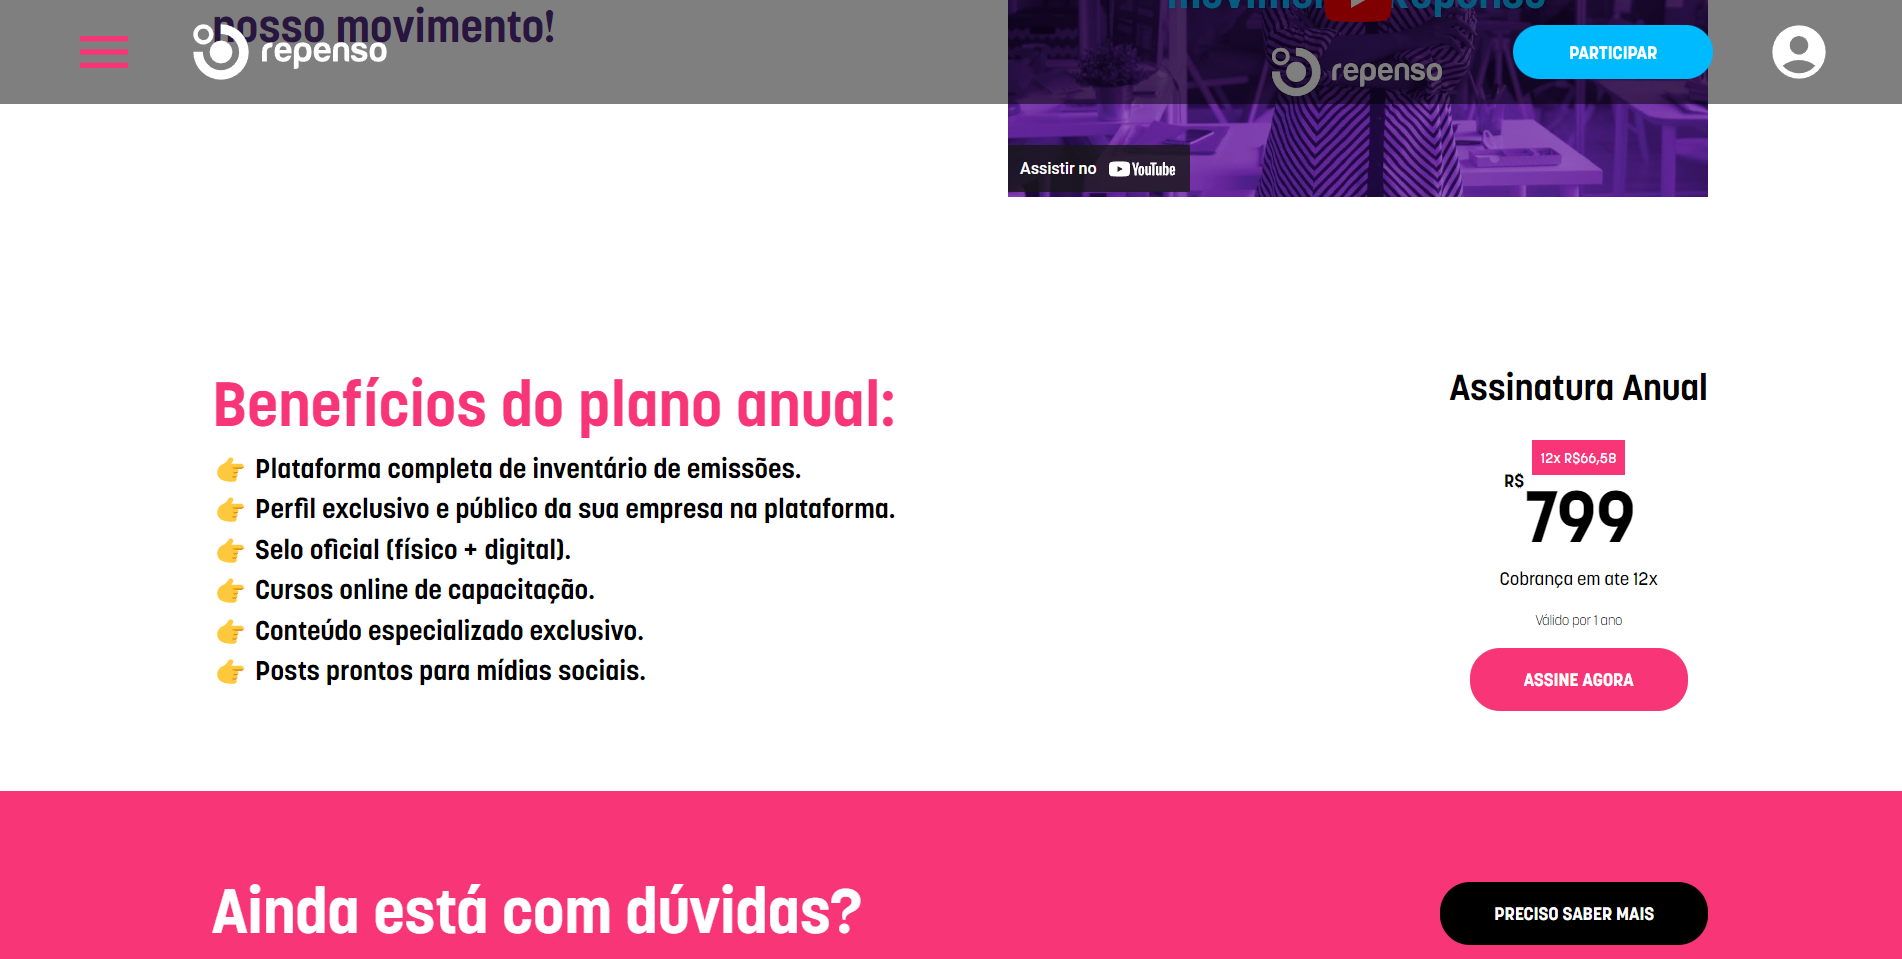 nosso movimento!
repenso
movimento Repenso
repenso
PARTICIPAR
Assistir no YouTube
Benefícios do plano anual:
👉 Plataforma completa de inventário de emissões.
👉 Perfil exclusivo e público da sua empresa na plataforma.
👉 Selo oficial (físico + digital).
👉 Cursos online de capacitação.
👉 Conteúdo especializado exclusivo.
👉 Posts prontos para mídias sociais.
Assinatura Anual
12x R$66,58
R$ 799
Cobrança em ate 12x
Válido por 1 ano
ASSINE AGORA
Ainda está com dúvidas?
PRECISO SABER MAIS